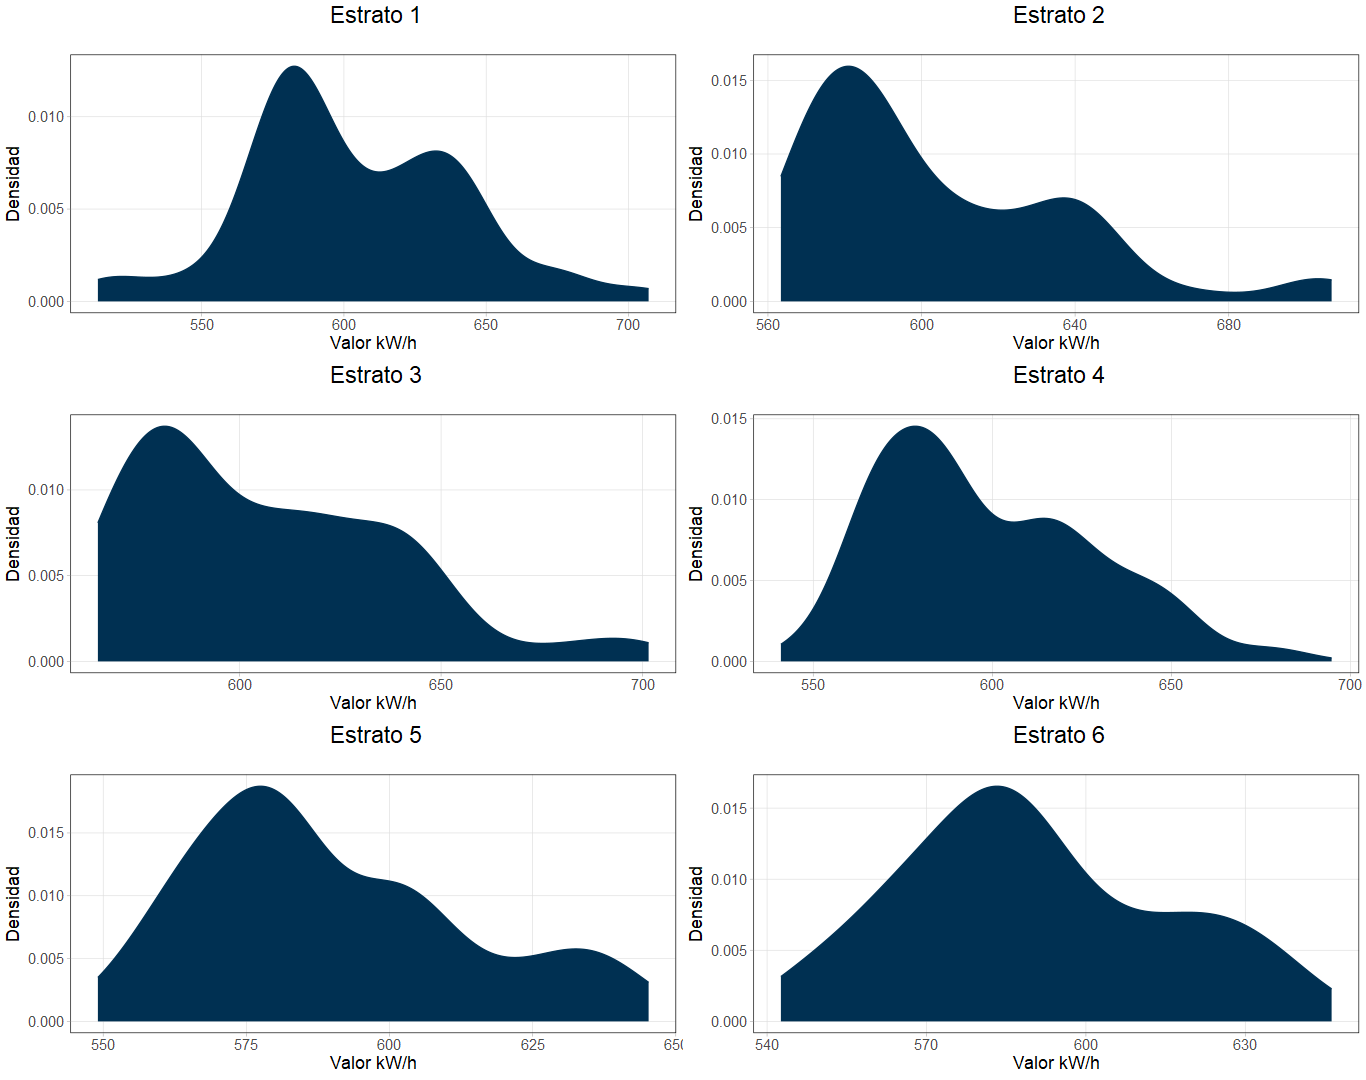 Estrato 1
Densidad
0.010
0.005
0.000
550 600 650 700
Valor kW/h
Estrato 2
Densidad
0.015
0.010
0.005
0.000
560 600 640 680
Valor kW/h
Estrato 3
Densidad
0.010
0.005
0.000
600 650 700
Valor kW/h
Estrato 4
Densidad
0.015
0.010
0.005
0.000
550 600 650 700
Valor kW/h
Estrato 5
Densidad
0.015
0.010
0.005
0.000
550 575 600 625 650
Valor kW/h
Estrato 6
Densidad
0.015
0.010
0.005
0.000
540 570 600 630
Valor kW/h